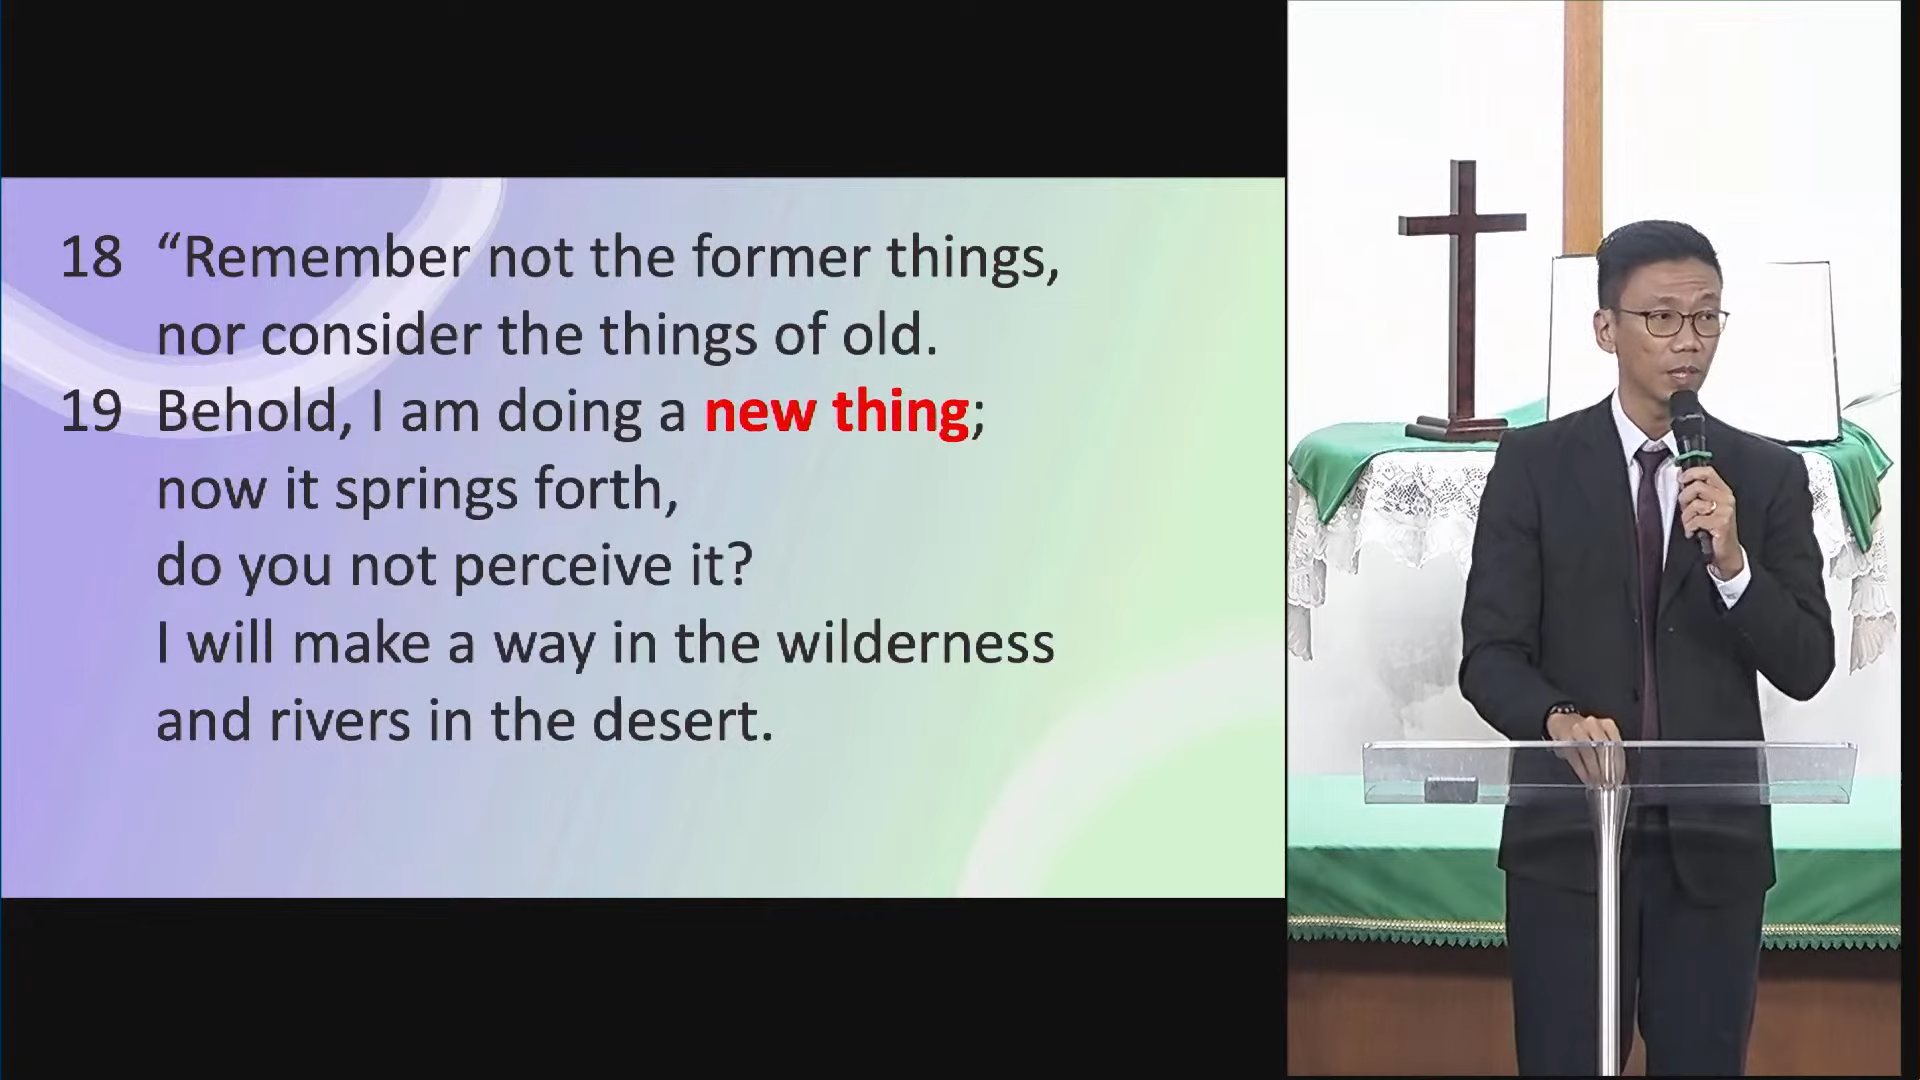 18 “Remember not the former things,
nor consider the things of old.
19 Behold, I am doing a new thing;
now it springs forth,
do you not perceive it?
I will make a way in the wilderness
and rivers in the desert.